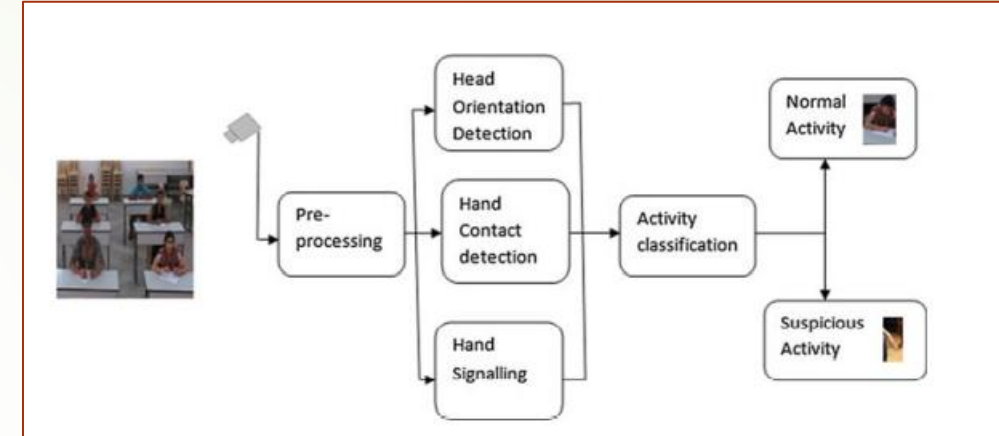 Pre-
processing
Head
Orientation
Detection
Hand
Contact
detection
Hand
Signalling
Activity
classification
Normal
Activity
Suspicious
Activity